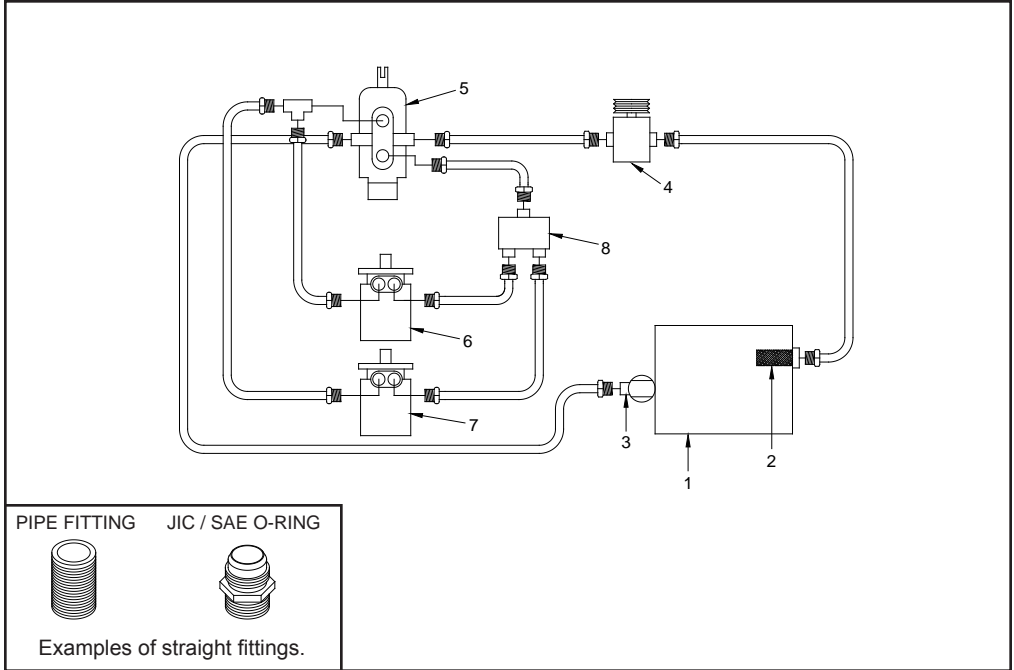 5
4
8
6
7
3
1
2
PIPE FITTING
JIC / SAE O-RING
Examples of straight fittings.